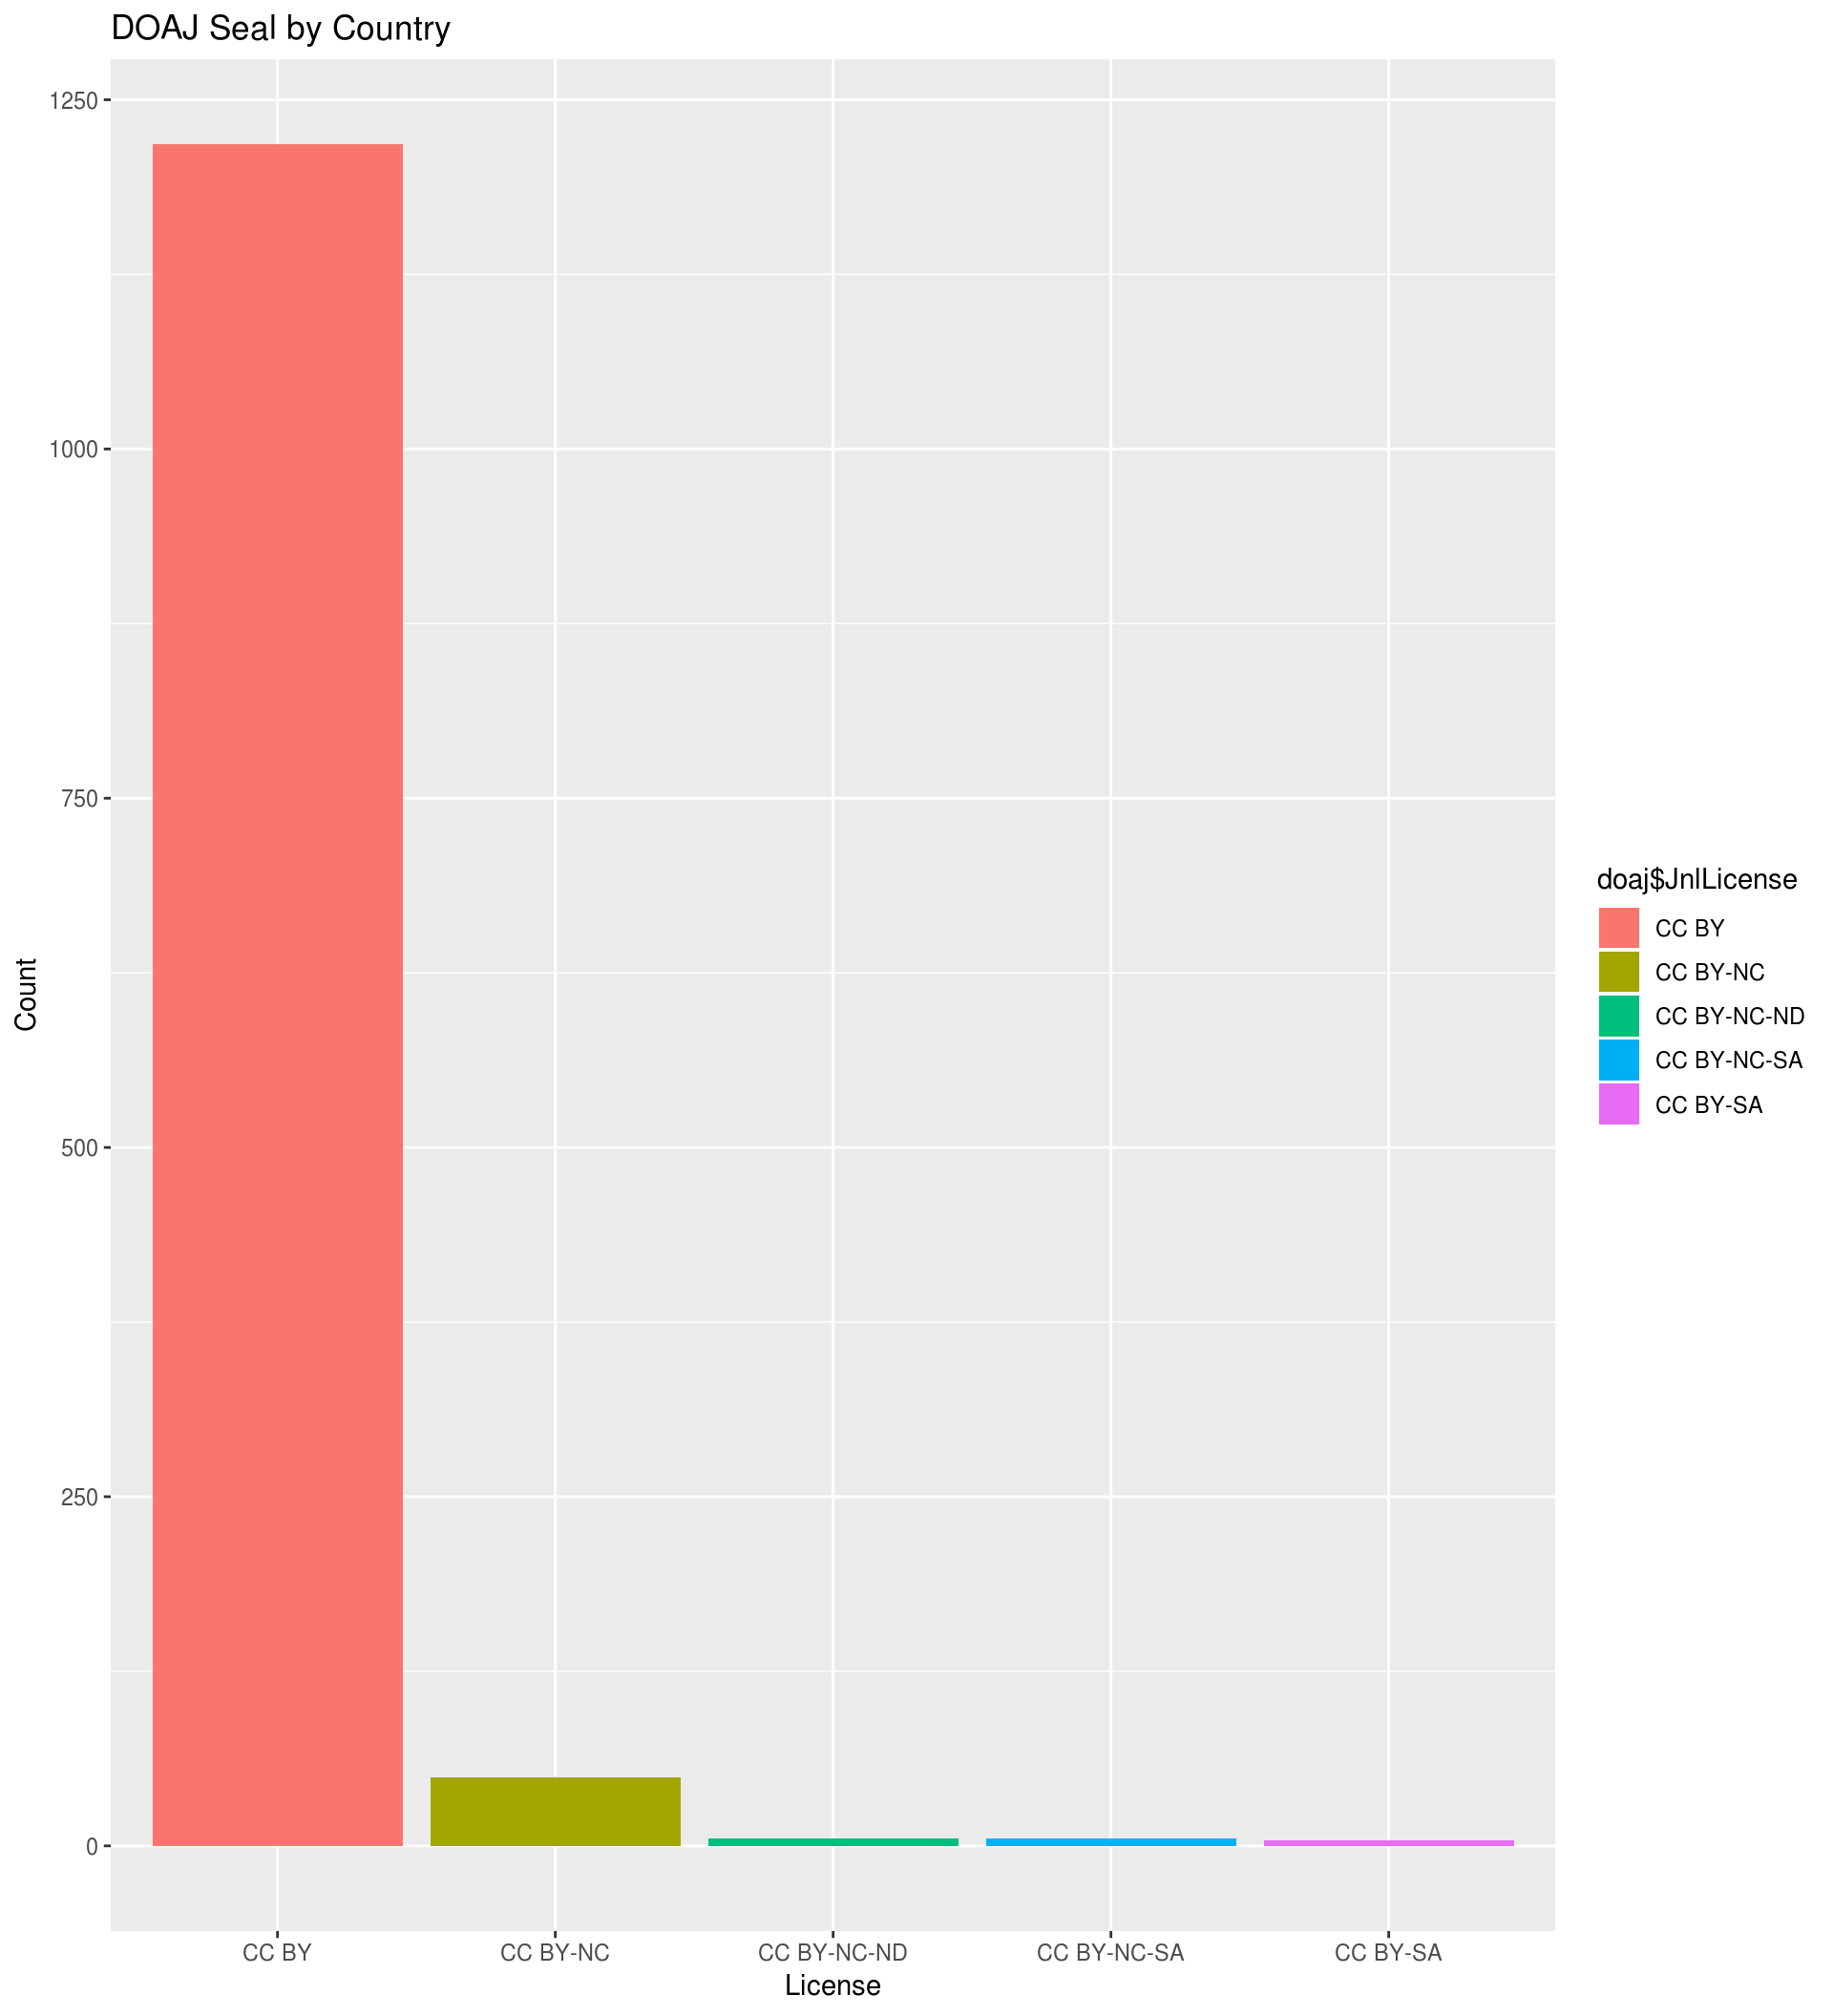 DOAJ Seal by Country
1250
1000
750
500
250
0
Count
CC BY
CC BY-NC
CC BY-NC-ND
CC BY-NC-SA
CC BY-SA
License
doaj$JnlLicense
CC BY
CC BY-NC
CC BY-NC-ND
CC BY-NC-SA
CC BY-SA